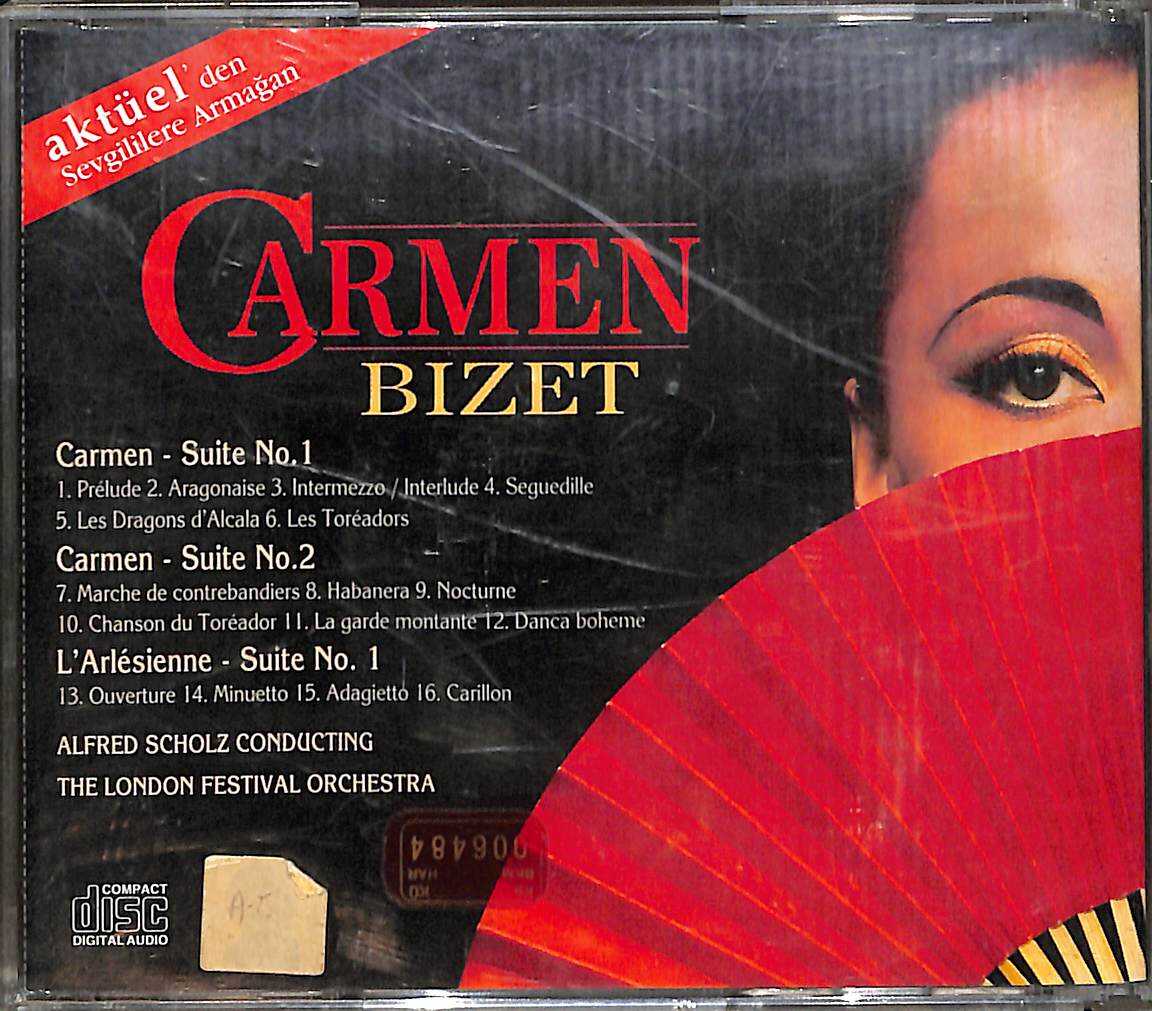 aktüel'den
Sevgililere Armağan
CARMEN
BIZET
Carmen - Suite No.1
1. Prélude 2. Aragonaise 3. Intermezzo / Interlude 4. Seguedille
5. Les Dragons d'Alcala 6. Les Toréadors
Carmen - Suite No.2
7. Marche de contrebandiers 8. Habanera 9. Nocturne
10. Chanson du Toréador 11. La garde montante 12. Danca boheme
L'Arlésienne - Suite No. 1
13. Ouverture 14. Minuetto 15. Adagietto 16. Carillon
ALFRED SCHOLZ CONDUCTING
THE LONDON FESTIVAL ORCHESTRA
006484
COMPACT
disc
DIGITAL AUDIO